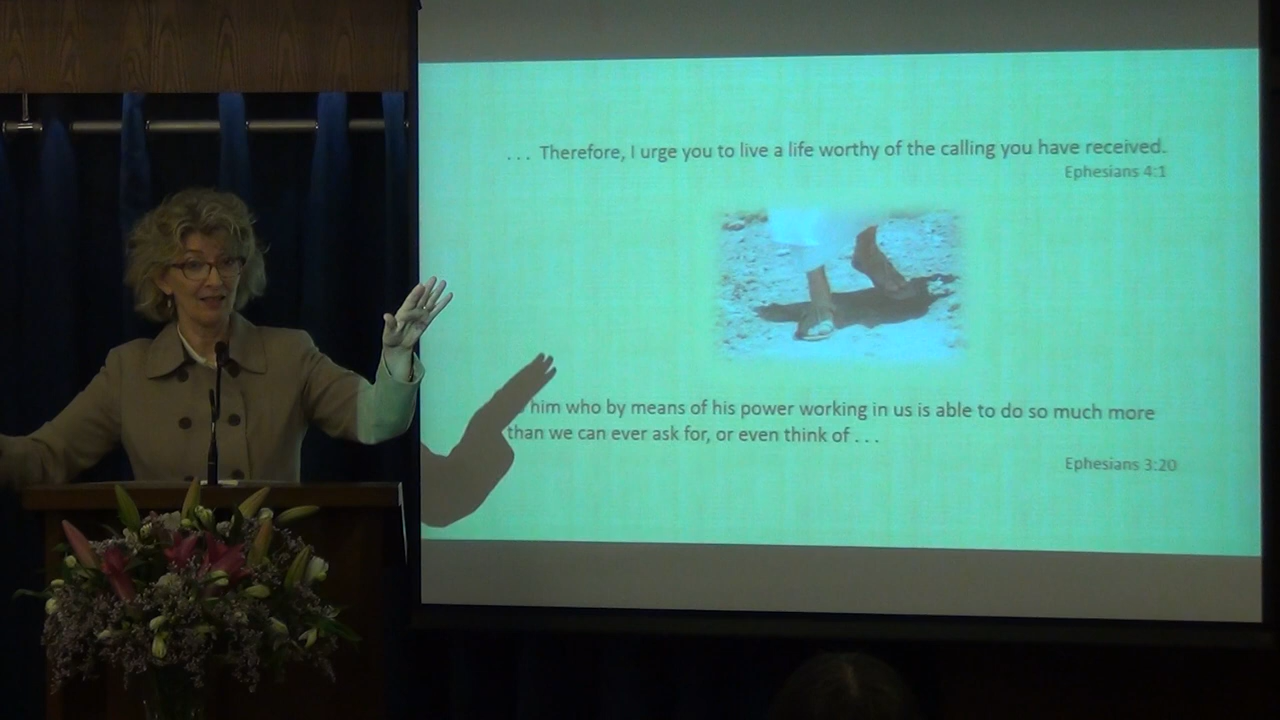 ... Therefore, I urge you to live a life worthy of the calling you have received.
Ephesians 4:1
him who by means of his power working in us is able to do so much more
than we can ever ask for, or even think of ...
Ephesians 3:20